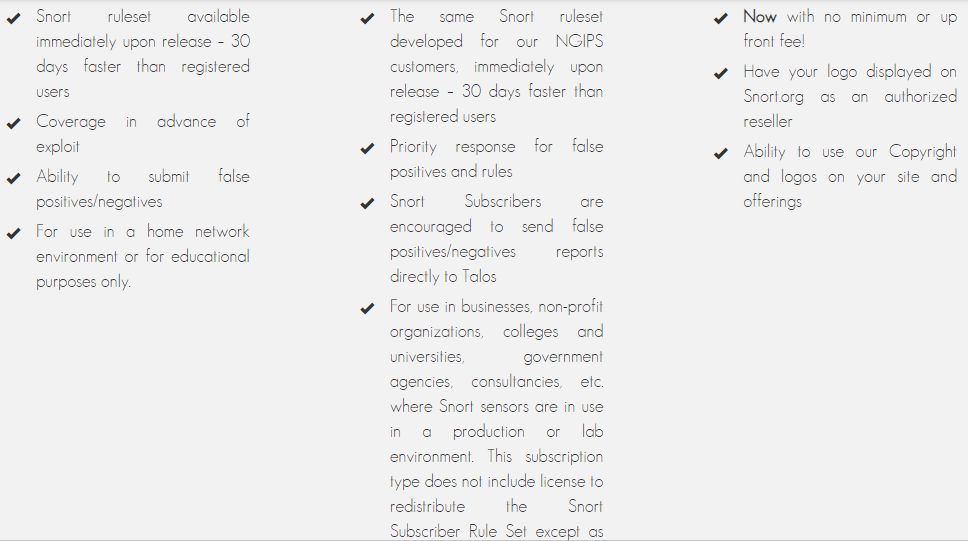 Snort ruleset available
immediately upon release – 30
days faster than registered
users
Coverage in advance of
exploit
Ability to submit false
positives/negatives
For use in a home network
environment or for educational
purposes only.
The same Snort ruleset
developed for our NGIPS
customers, immediately upon
release – 30 days faster than
registered users
Priority response for false
positives and rules
Snort Subscribers are
encouraged to send false
positives/negatives reports
directly to Talos
For use in businesses, non-profit
organizations, colleges and
universities, government
agencies, consultancies, etc.
where Snort sensors are in use
in a production or lab
environment. This subscription
type does not include license to
redistribute the Snort
Subscriber Rule Set except as
Now with no minimum or up
front fee!
Have your logo displayed on
Snort.org as an authorized
reseller
Ability to use our Copyright
and logos on your site and
offerings